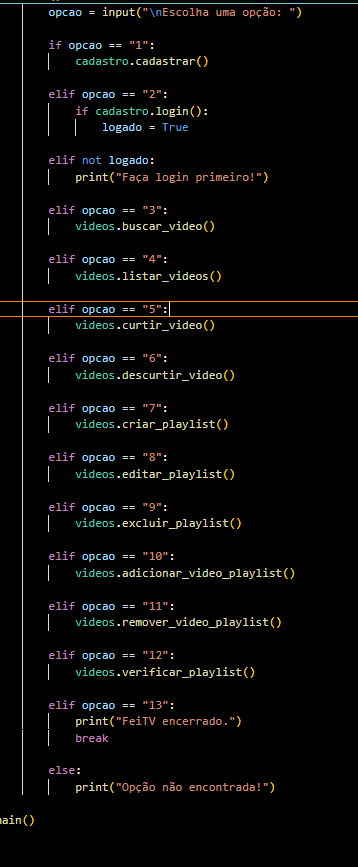 opcao = input("\nEscolha uma opção: ")
if opcao == "1":
cadastro.cadastrar()
elif opcao == "2":
if cadastro.login():
logado = True
elif not logado:
print("Faça login primeiro!")
elif opcao == "3":
videos.buscar_video()
elif opcao == "4":
videos.listar_videos()
elif opcao == "5":
videos.curtir_video()
elif opcao == "6":
videos.descurtir_video()
elif opcao == "7":
videos.criar_playlist()
elif opcao == "8":
videos.editar_playlist()
elif opcao == "9":
videos.excluir_playlist()
elif opcao == "10":
videos.adicionar_video_playlist()
elif opcao == "11":
videos.remover_video_playlist()
elif opcao == "12":
videos.verificar_playlist()
elif opcao == "13":
print("FeiTV encerrado.")
break
else:
print("Opção não encontrada!")
main()